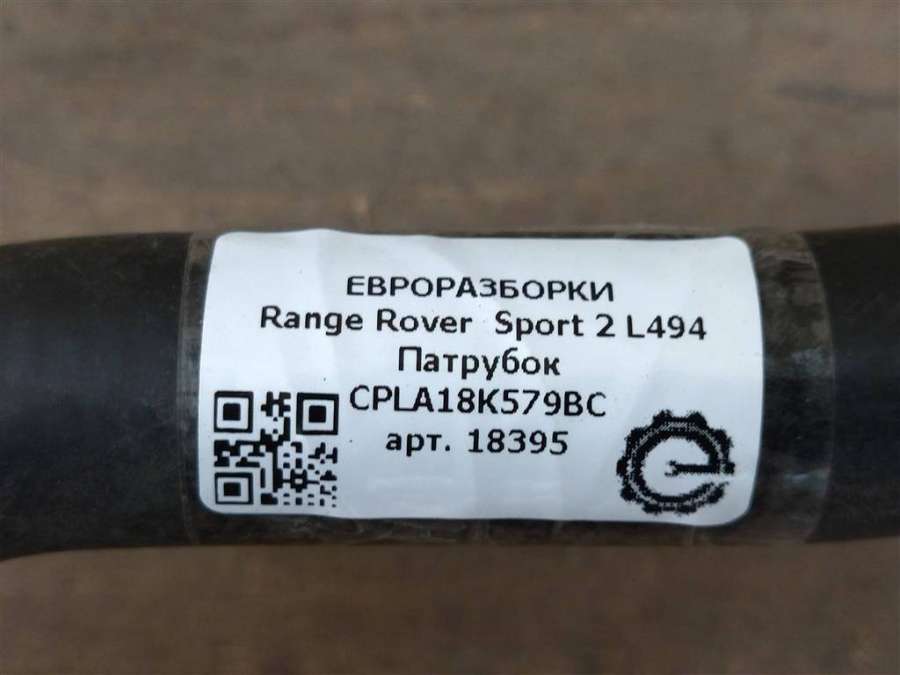 ЕВРОРАЗБОРКИ
Range Rover Sport 2 L494
Патрубок
CPLA18K579BC
арт. 18395